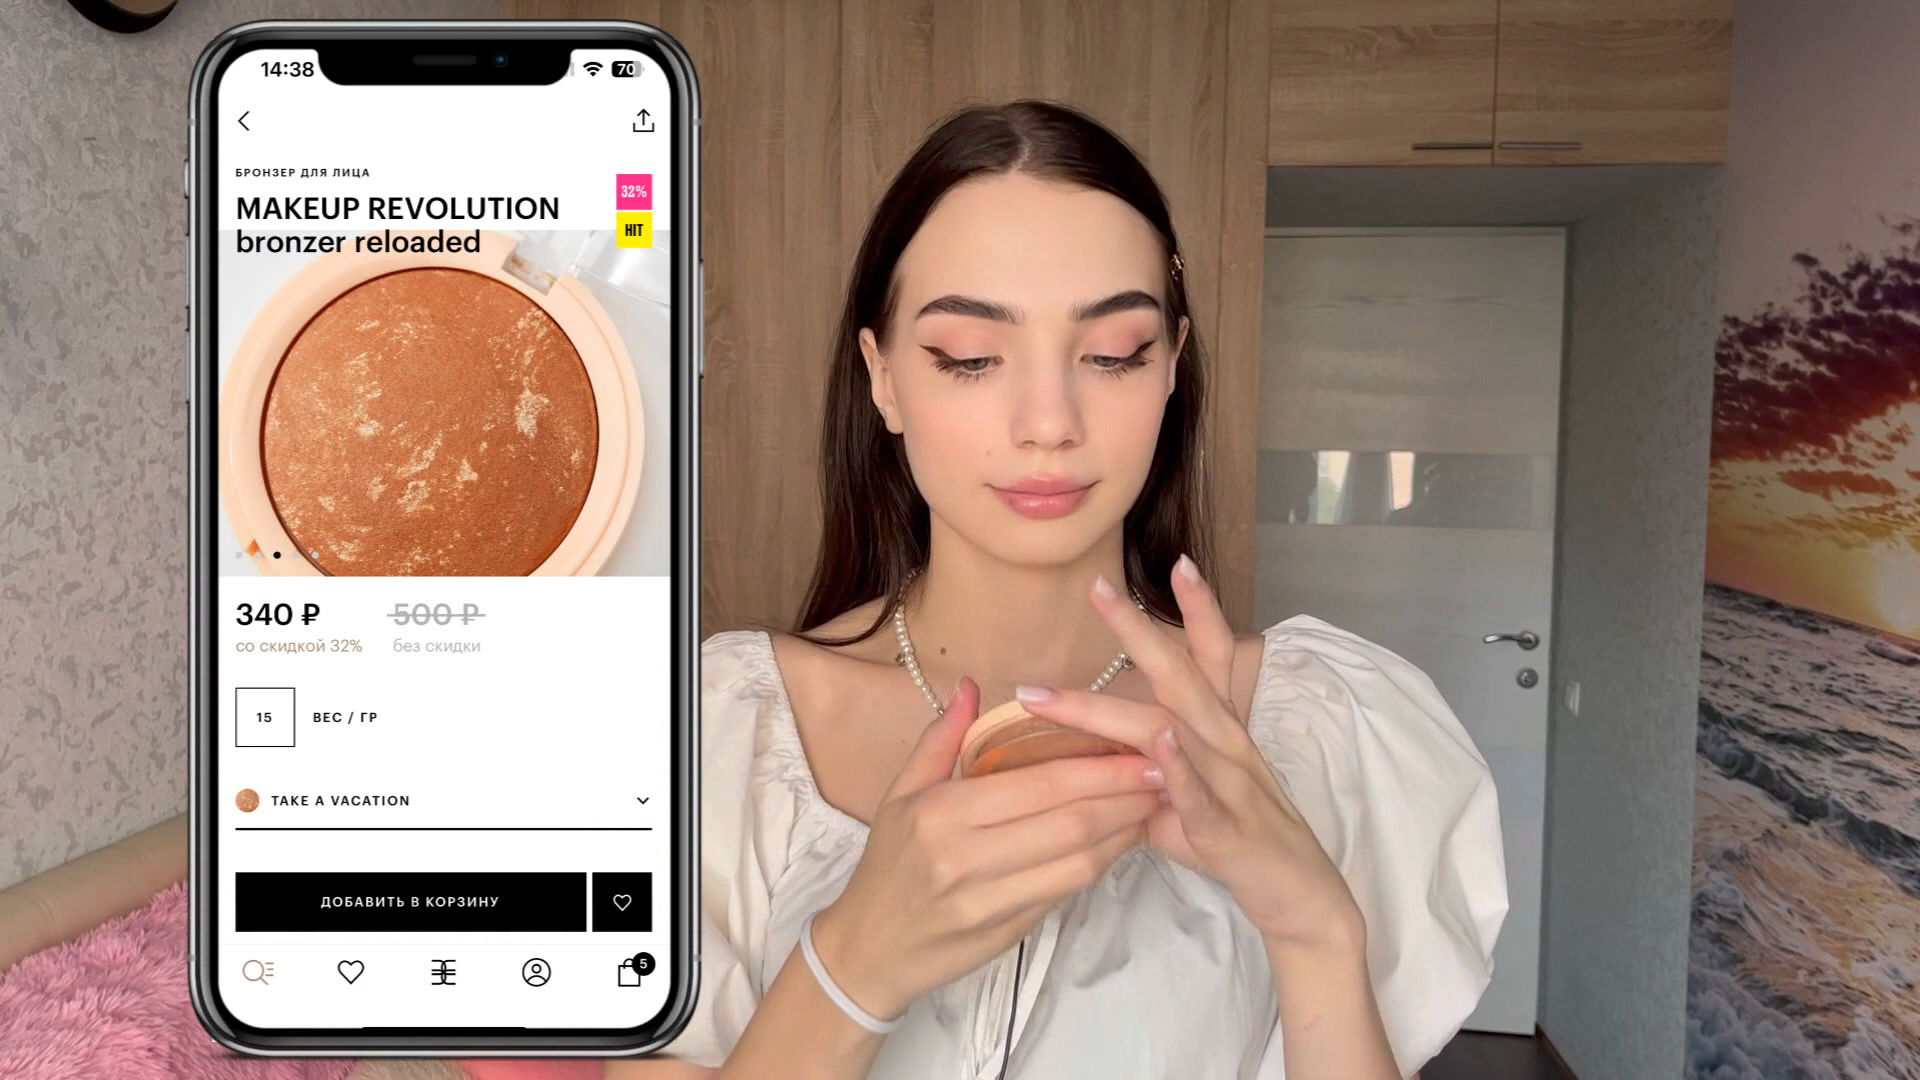 14:38
70
БРОНЗЕР ДЛЯ ЛИЦА
MAKEUP REVOLUTION
bronzer reloaded
32%
HIT
340 ₽
500 ₽
со скидкой 32%
без скидки
15
ВЕС / ГР
TAKE A VACATION
ДОБАВИТЬ В КОРЗИНУ
5